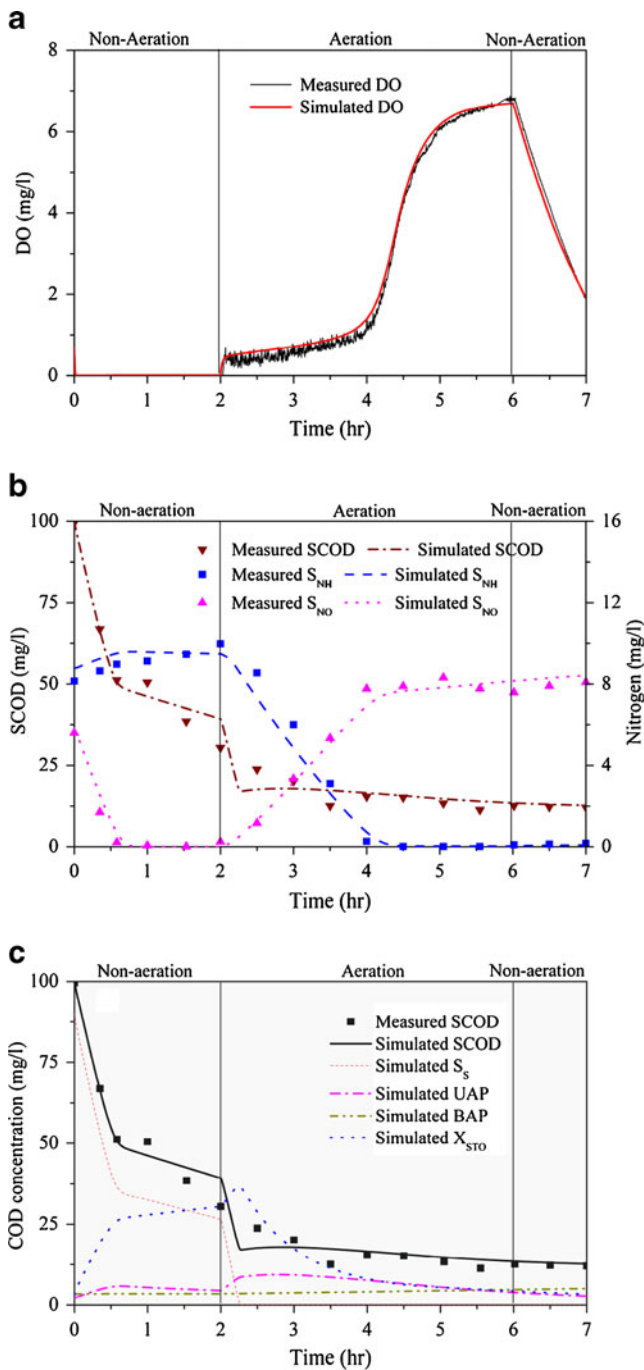 a
Non-Aeration Aeration Non-Aeration
8
6
4
2
0
DO (mg/l)
Measured DO
Simulated DO
0 1 2 3 4 5 6 7
Time (hr)
b
Non-aeration Aeration Non-aeration
100
75
50
25
0
SCOD (mg/l)
Measured SCOD Simulated SCOD
Measured S_NH Simulated S_NH
Measured S_NO Simulated S_NO
16
12
8
4
0
Nitrogen (mg/l)
0 1 2 3 4 5 6 7
Time (hr)
c
Non-aeration Aeration Non-aeration
100
75
50
25
0
COD concentration (mg/l)
Measured SCOD
Simulated SCOD
Simulated S_S
Simulated UAP
Simulated BAP
Simulated X_STO
0 1 2 3 4 5 6 7
Time (hr)